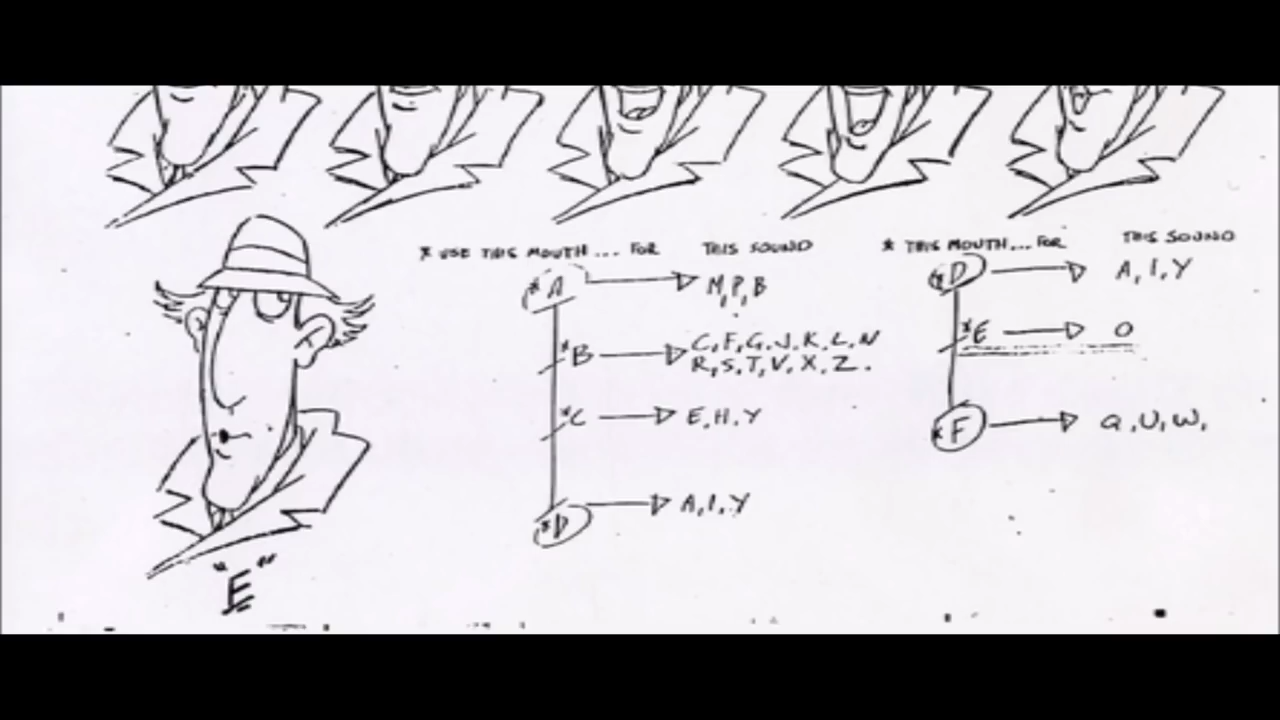 * USE THIS MOUTH... FOR THIS SOUND
*A → M, P, B
*B → C, F, G, J, K, L, N
R, S, T, V, X, Z.
*C → E, H, Y
*D → A, I, Y
* THIS MOUTH... FOR THIS SOUND
*D → A, I, Y
*E → O
*F → Q, U, W,
"E"